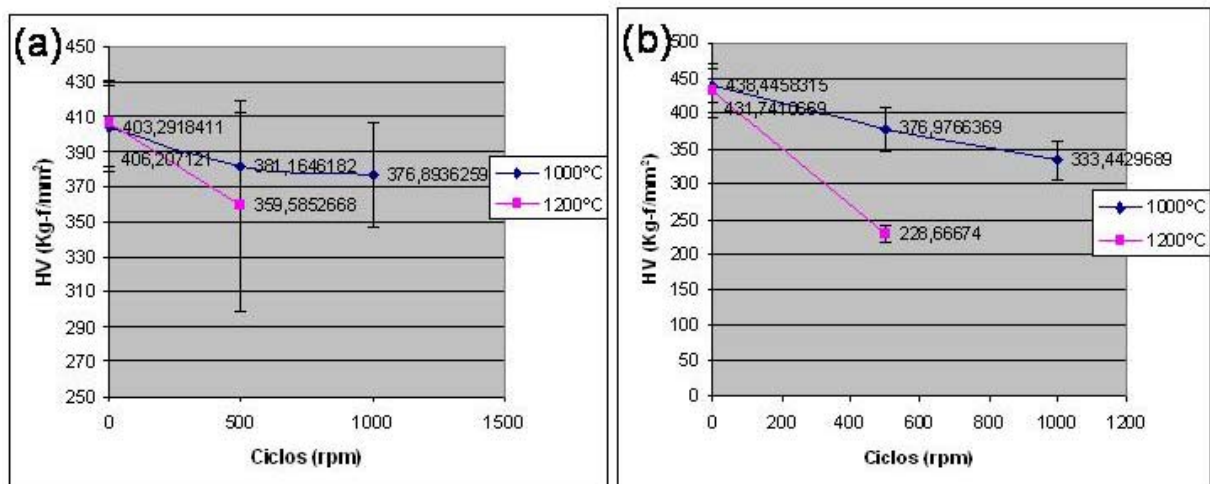 (a)
450
430
410
390
370
350
330
310
290
270
250
HV (Kg-f/mm²)
403,2918411
406,207121
381,1646182
376,8936259
359,5852668
1000°C
1200°C
0 500 1000 1500
Ciclos (rpm)
(b)
500
450
400
350
300
250
200
150
100
50
0
HV (Kg-f/mm²)
438,4458315
431,7410669
376,9766369
333,4429689
228,66674
1000°C
1200°C
0 200 400 600 800 1000 1200
Ciclos (rpm)